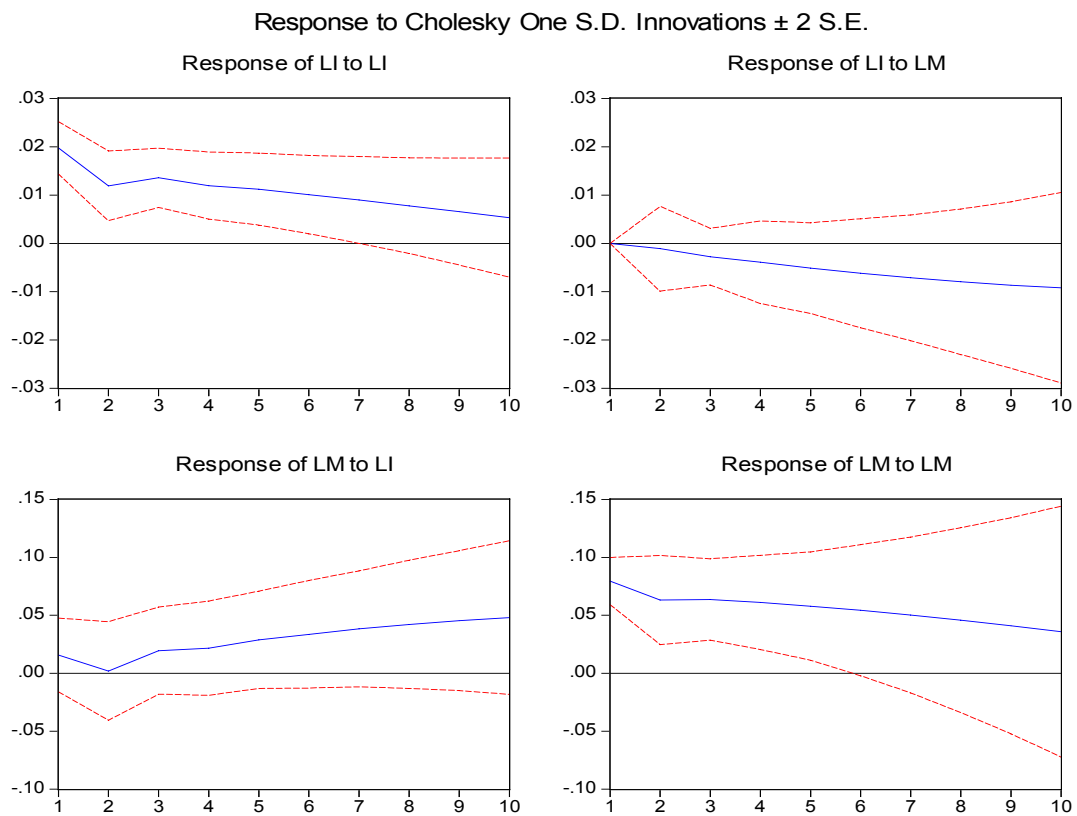 Response to Cholesky One S.D. Innovations ± 2 S.E.
Response of LI to LI
.03
.02
.01
.00
-.01
-.02
-.03
1 2 3 4 5 6 7 8 9 10
Response of LI to LM
.03
.02
.01
.00
-.01
-.02
-.03
1 2 3 4 5 6 7 8 9 10
Response of LM to LI
.15
.10
.05
.00
-.05
-.10
1 2 3 4 5 6 7 8 9 10
Response of LM to LM
.15
.10
.05
.00
-.05
-.10
1 2 3 4 5 6 7 8 9 10